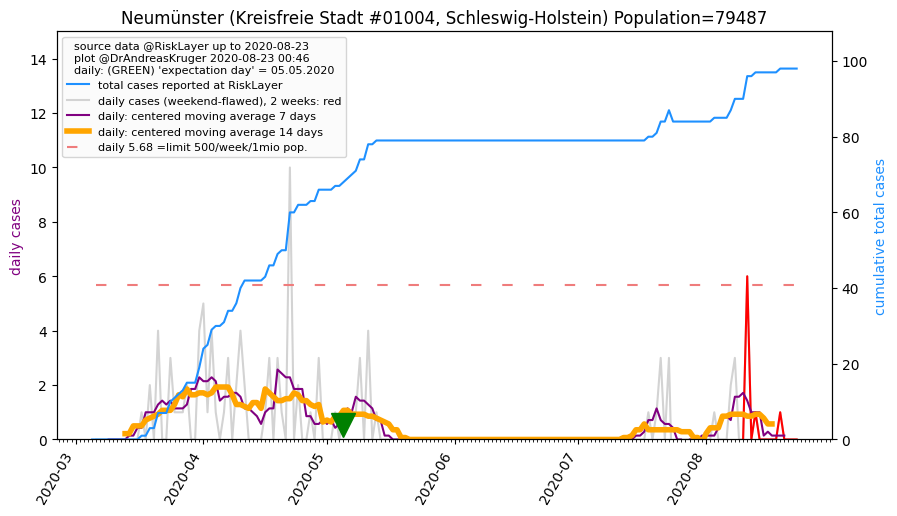 Neumünster (Kreisfreie Stadt #01004, Schleswig-Holstein) Population=79487
source data @RiskLayer up to 2020-08-23
plot @DrAndreasKruger 2020-08-23 00:46
daily: (GREEN) 'expectation day' = 05.05.2020
total cases reported at RiskLayer
daily cases (weekend-flawed), 2 weeks: red
daily: centered moving average 7 days
daily: centered moving average 14 days
daily 5.68 =limit 500/week/1mio pop.
daily cases
14
12
10
8
6
4
2
0
cumulative total cases
100
80
60
40
20
0
2020-03
2020-04
2020-05
2020-06
2020-07
2020-08